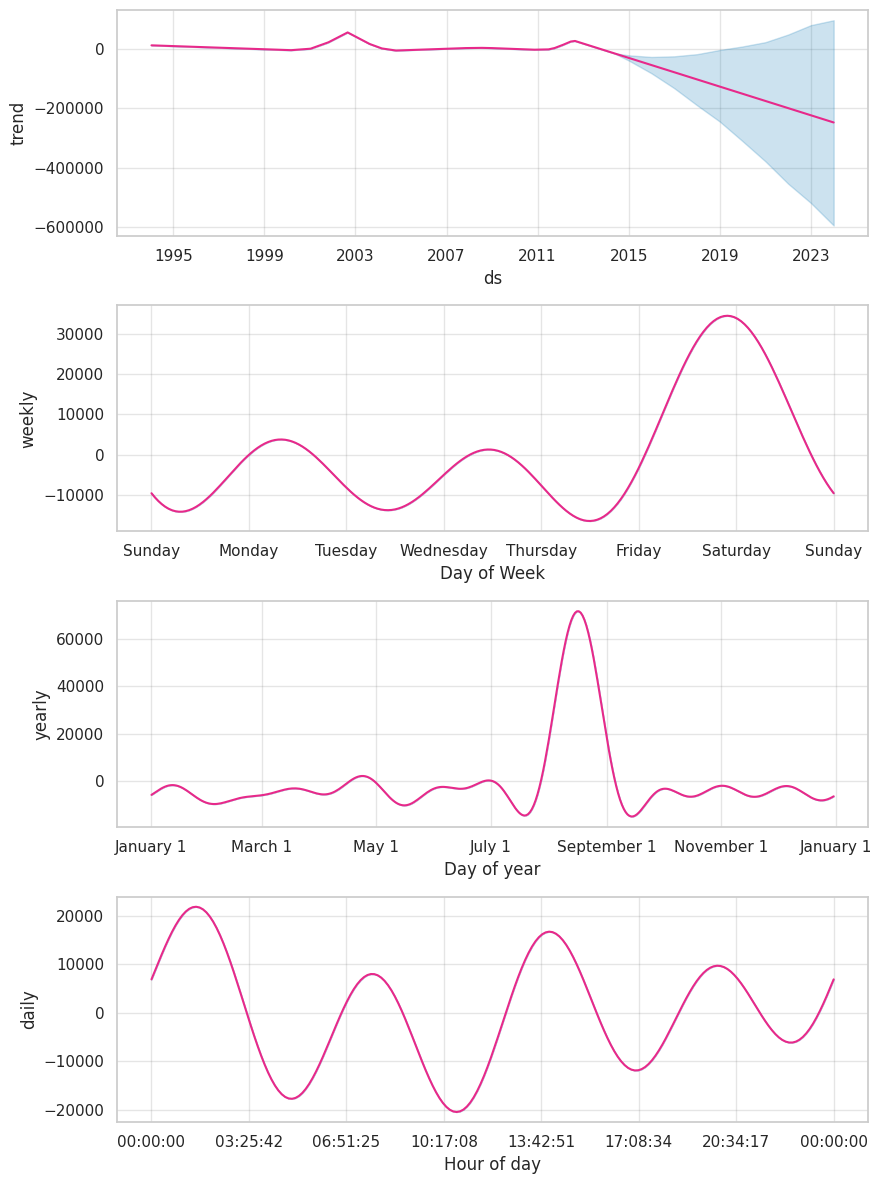 trend
0
−200000
−400000
−600000
1995 1999 2003 2007 2011 2015 2019 2023
ds
weekly
30000
20000
10000
0
−10000
Sunday Monday Tuesday Wednesday Thursday Friday Saturday Sunday
Day of Week
yearly
60000
40000
20000
0
January 1 March 1 May 1 July 1 September 1 November 1 January 1
Day of year
daily
20000
10000
0
−10000
−20000
00:00:00 03:25:42 06:51:25 10:17:08 13:42:51 17:08:34 20:34:17 00:00:00
Hour of day